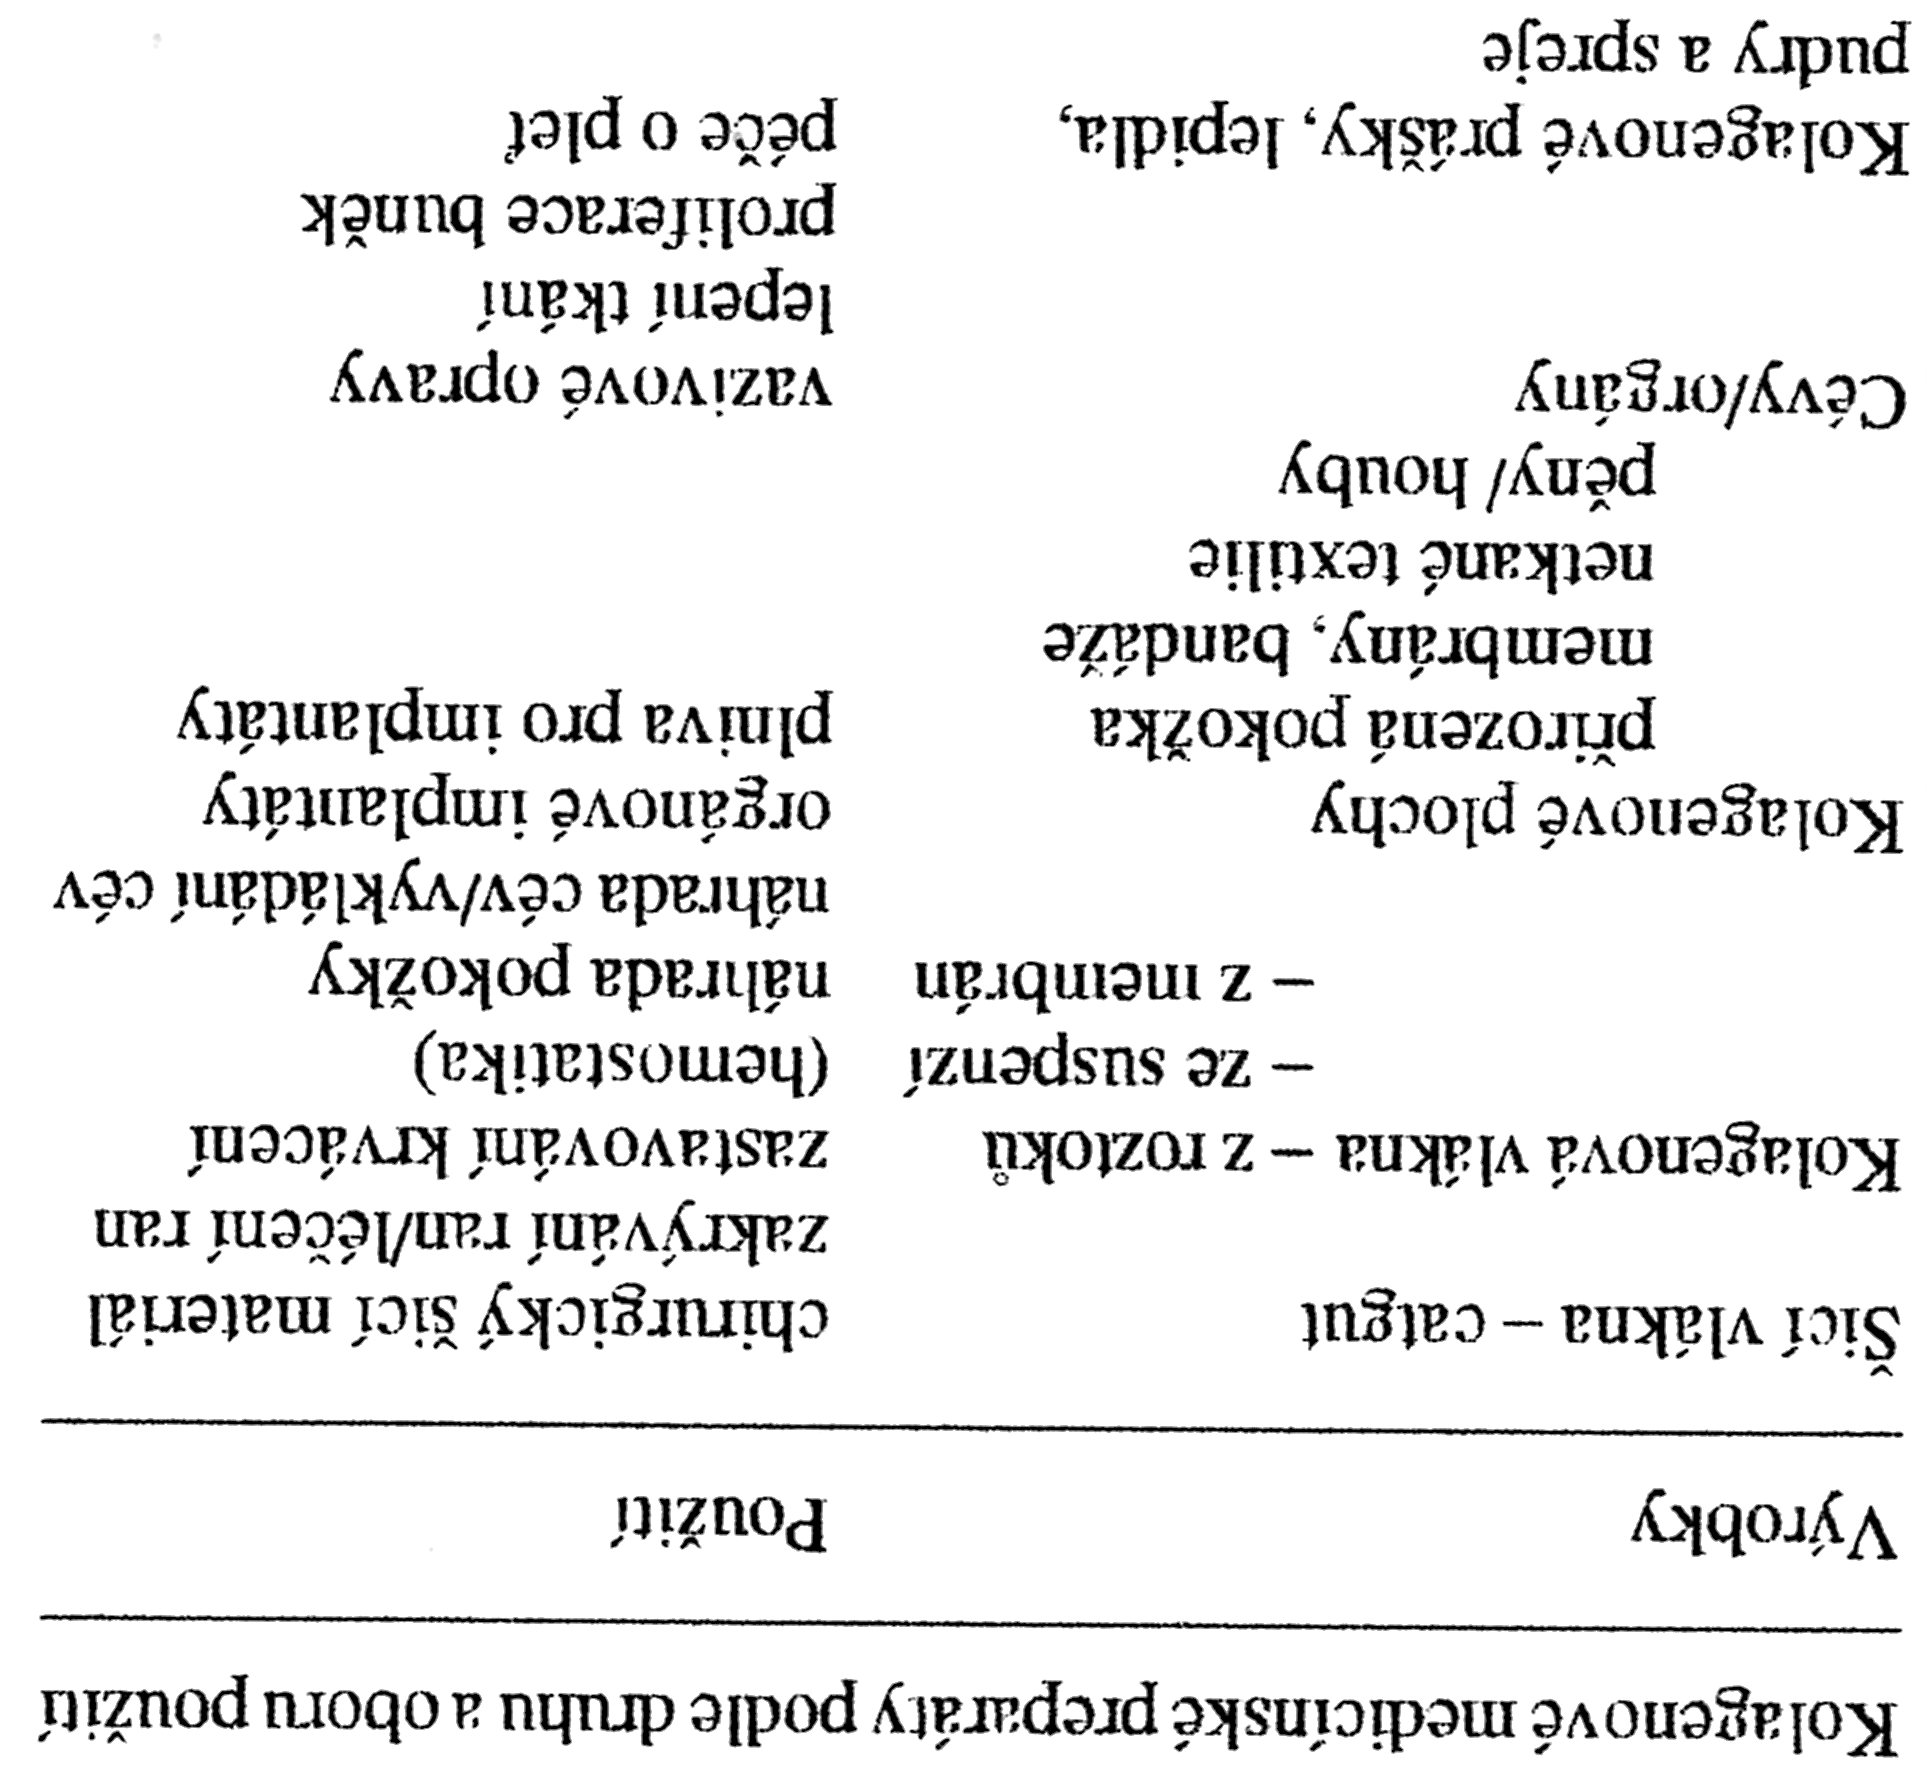 Kolagenové medicínské preparáty podle druhu a oboru použití
Výrobky Použití
Šicí vlákna – catgut chirurgický šicí materiál
zakrývání ran/léčení ran
Kolagenová vlákna – z roztoků zastavování krvácení
– ze suspenzí (hemostatika)
– z membrán náhrada pokožky
náhrada cév/vykládání cév
Kolagenové plochy orgánové implantáty
přirozená pokožka plniva pro implantáty
membrány, bandáže
netkané textilie
pěny/ houby
Cévy/orgány vazivové opravy
lepení tkání
proliferace buněk
Kolagenové prášky, lepidla, péče o pleť
pudry a spreje